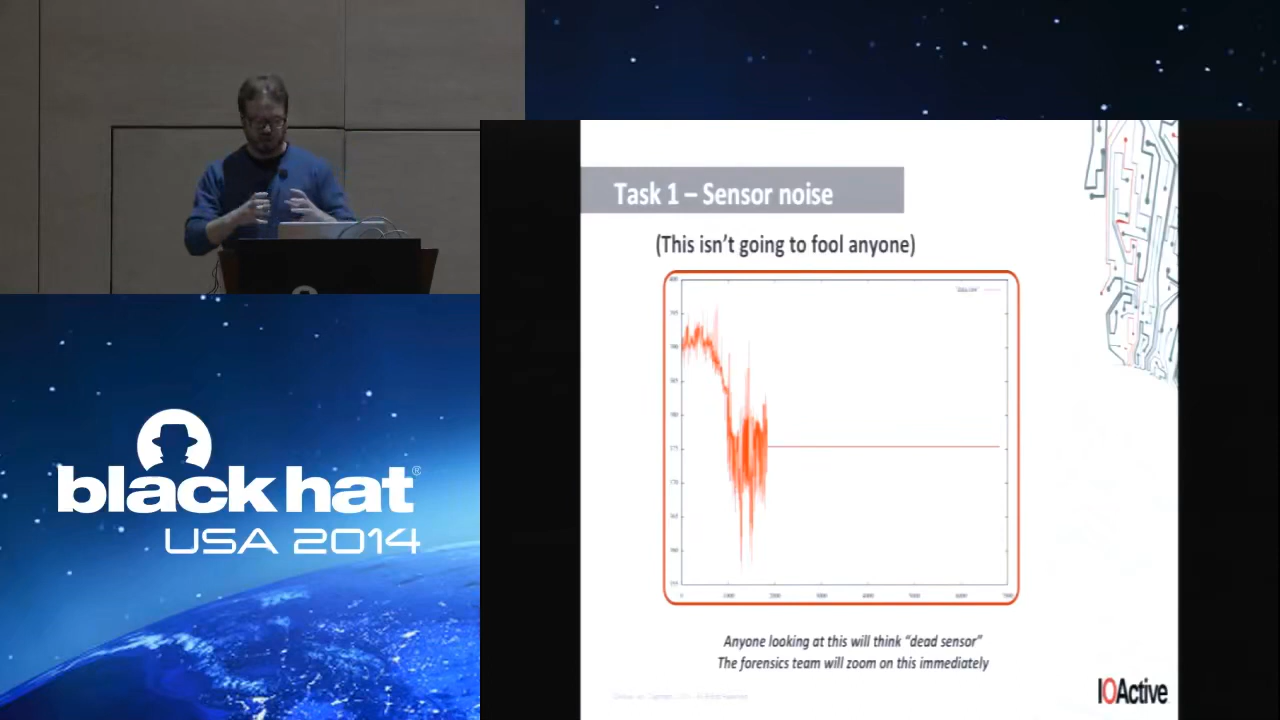 Task 1 – Sensor noise
(This isn't going to fool anyone)
Anyone looking at this will think "dead sensor"
The forensics team will zoom on this immediately
IOActive
black hat®
USA 2014